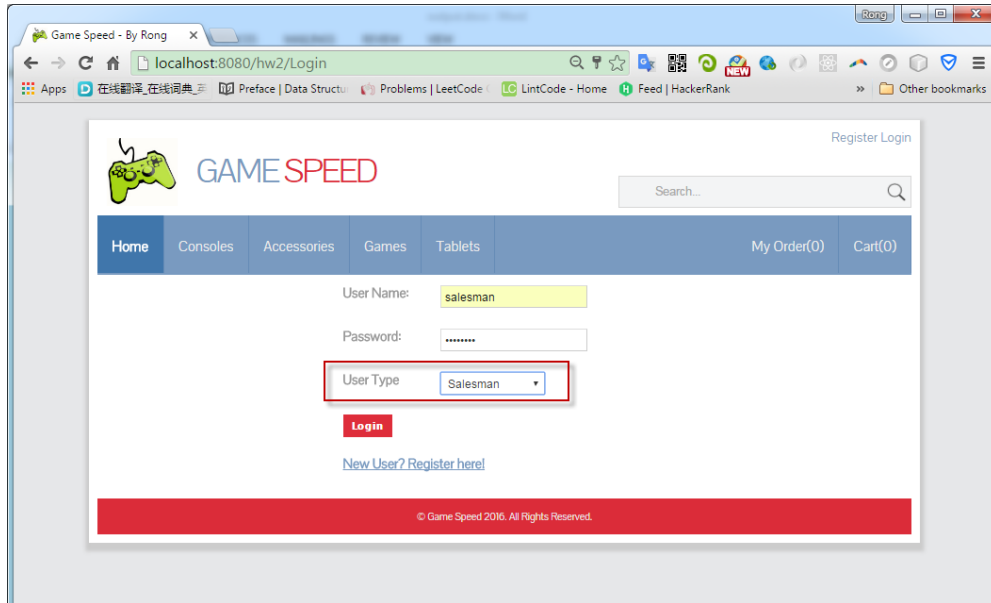 Rong
Game Speed - By Rong
localhost:8080/hw2/Login
NEW
Apps
在线翻译_在线词典_
Preface | Data Structu
Problems | LeetCode
LintCode - Home
Feed | HackerRank
»
Other bookmarks
Register Login
GAME SPEED
Search...
Home Consoles Accessories Games Tablets My Order(0) Cart(0)
User Name: salesman
Password: ••••••••
User Type Salesman
Login
New User? Register here!
© Game Speed 2016. All Rights Reserved.